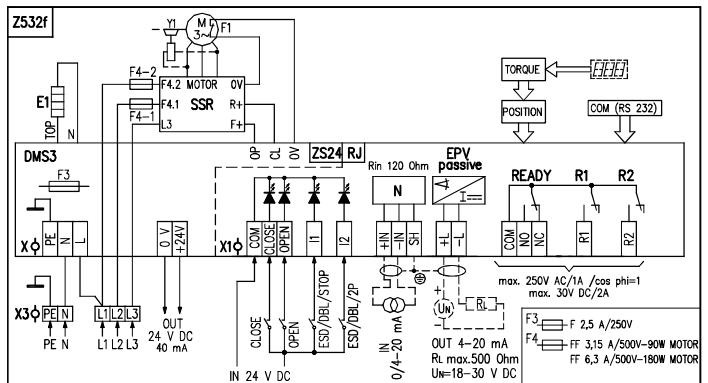 Z532f
Y1
M
3~
F1
F4-2
F4.2 MOTOR 0V
F4.1 SSR R+
L3 F+
F4-1
E1
TOP
N
TORQUE
POSITION
COM (RS 232)
OP
CL
0V
DMS3
F3
ZS24 RJ
Rin 120 Ohm
N
EPV
passive
I
READY R1 R2
X
PE
N
L
0 V
+24V
X1
COM
CLOSE
OPEN
I1
I2
+IN
-IN
SH
+L
-L
COM
NO
NC
R1
R2
max. 250V AC/1A /cos phi=1
max. 30V DC/2A
X3
PE N
L1 L2 L3
PE N
L1 L2 L3
OUT
24 V DC
40 mA
CLOSE
OPEN
ESD/DBL/STOP
ESD/DBL/2P
IN 24 V DC
IN
0/4-20 mA
+
UN
-
RL
OUT 4-20 mA
RL max.500 Ohm
UN=18-30 V DC
F3 F 2,5 A/250V
F4 FF 3,15 A/500V-90W MOTOR
FF 6,3 A/500V-180W MOTOR